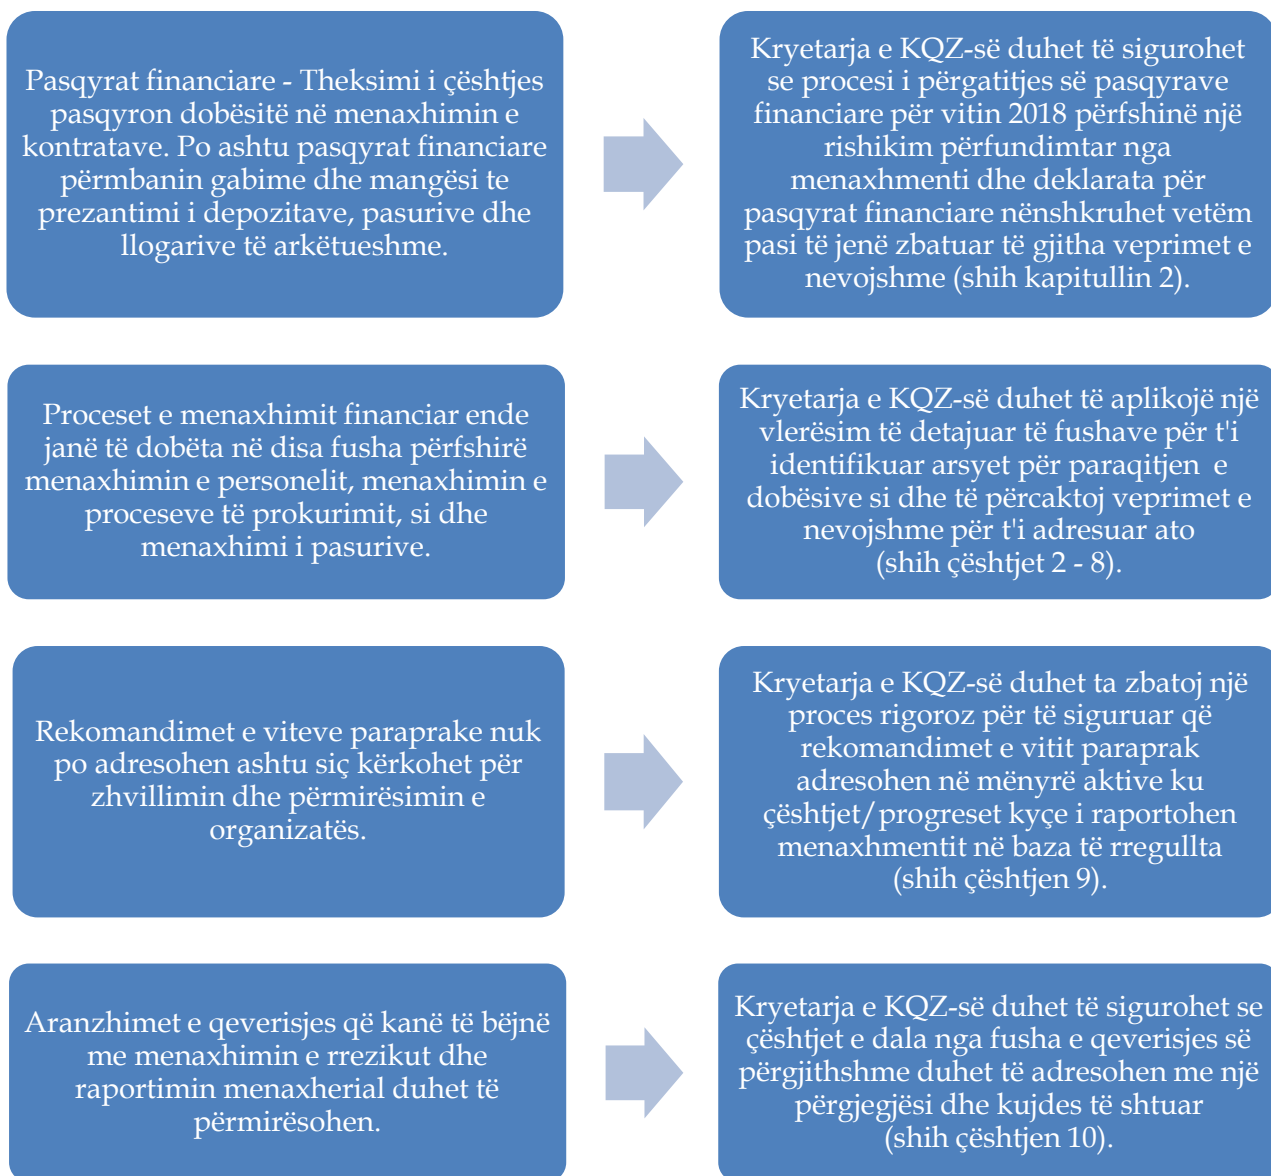 Pasqyrat financiare - Theksimi i çështjes
pasqyron dobësitë në menaxhimin e
kontratave. Po ashtu pasqyrat financiare
përmbanin gabime dhe mangësi te
prezantimi i depozitave, pasurive dhe
llogarive të arkëtueshme.
Kryetarja e KQZ-së duhet të sigurohet
se procesi i përgatitjes së pasqyrave
financiare për vitin 2018 përfshinë një
rishikim përfundimtar nga
menaxhmenti dhe deklarata për
pasqyrat financiare nënshkruhet vetëm
pasi të jenë zbatuar të gjitha veprimet e
nevojshme (shih kapitullin 2).
Proceset e menaxhimit financiar ende
janë të dobëta në disa fusha përfshirë
menaxhimin e personelit, menaxhimin e
proceseve të prokurimit, si dhe
menaxhimi i pasurive.
Kryetarja e KQZ-së duhet të aplikojë një
vlerësim të detajuar të fushave për t'i
identifikuar arsyet për paraqitjen e
dobësive si dhe të përcaktoj veprimet e
nevojshme për t'i adresuar ato
(shih çështjet 2 - 8).
Rekomandimet e viteve paraprake nuk
po adresohen ashtu siç kërkohet për
zhvillimin dhe përmirësimin e
organizatës.
Kryetarja e KQZ-së duhet ta zbatoj një
proces rigoroz për të siguruar që
rekomandimet e vitit paraprak
adresohen në mënyrë aktive ku
çështjet/progreset kyçe i raportohen
menaxhmentit në baza të rregullta
(shih çështjen 9).
Aranzhimet e qeverisjes që kanë të bëjnë
me menaxhimin e rrezikut dhe
raportimin menaxherial duhet të
përmirësohen.
Kryetarja e KQZ-së duhet të sigurohet se
çështjet e dala nga fusha e qeverisjes së
përgjithshme duhet të adresohen me një
përgjegjësi dhe kujdes të shtuar
(shih çështjen 10).